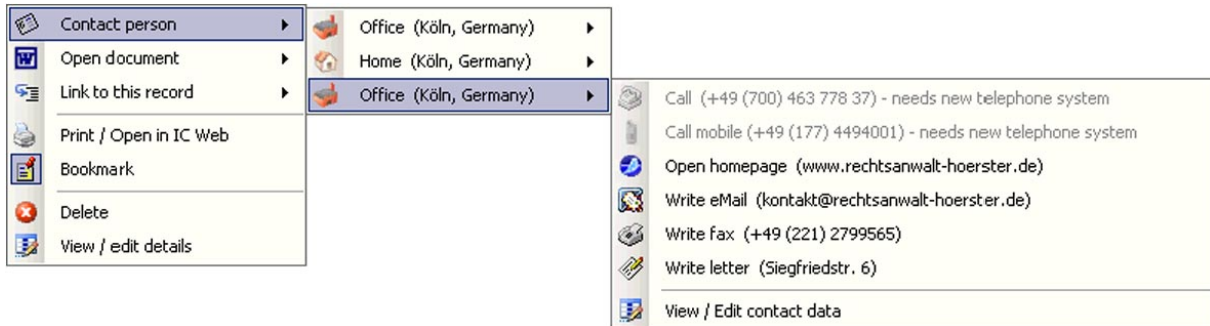 Contact person
Open document
Link to this record
Print / Open in IC Web
Bookmark
Delete
View / edit details
Office (Köln, Germany)
Home (Köln, Germany)
Office (Köln, Germany)
Call (+49 (700) 463 778 37) - needs new telephone system
Call mobile (+49 (177) 4494001) - needs new telephone system
Open homepage (www.rechtsanwalt-hoerster.de)
Write eMail (kontakt@rechtsanwalt-hoerster.de)
Write fax (+49 (221) 2799565)
Write letter (Siegfriedstr. 6)
View / Edit contact data